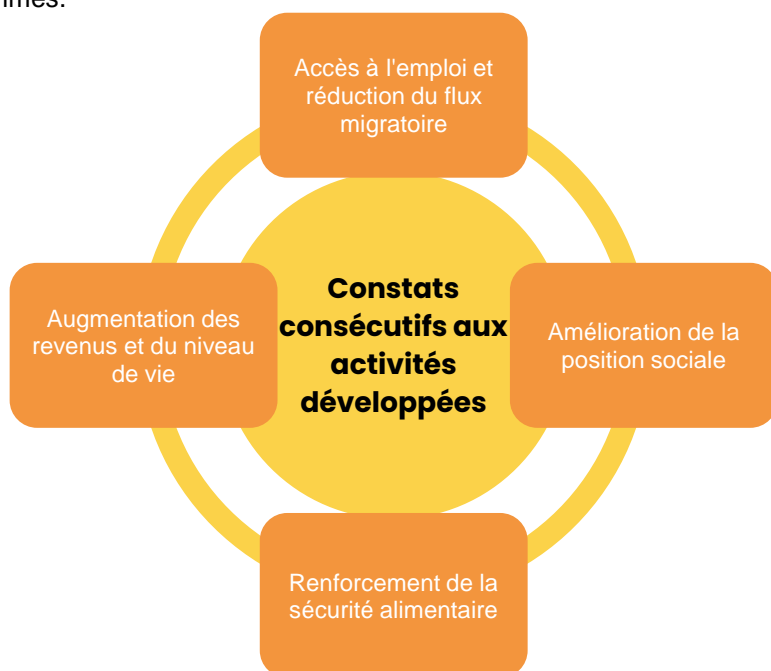 Accès à l'emploi et
réduction du flux
migratoire
Constats
consécutifs aux
activités
développées
Augmentation des
revenus et du niveau
de vie
Amélioration de la
position sociale
Renforcement de la
sécurité alimentaire